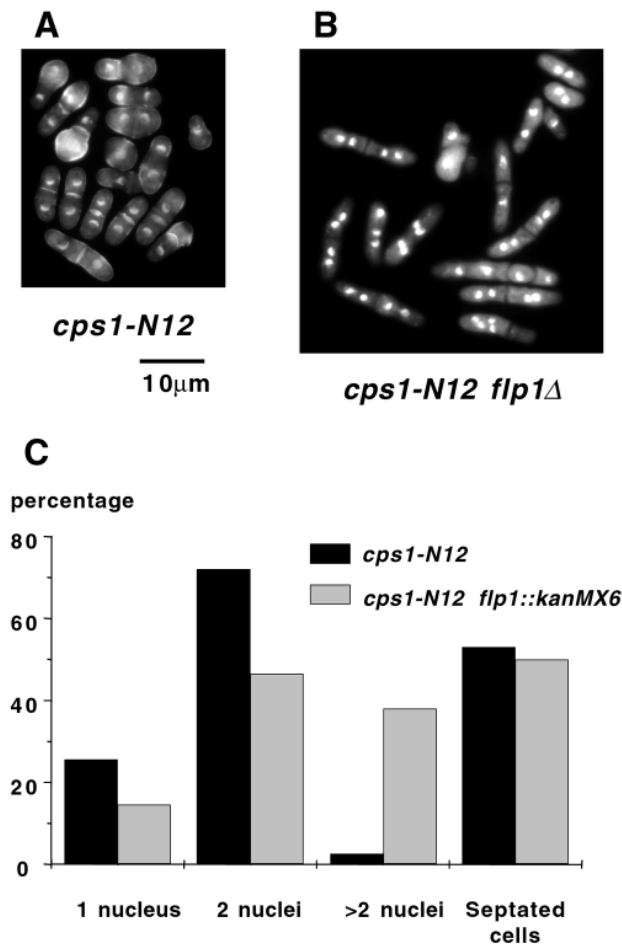 A
B
cps1-N12
10μm
cps1-N12 flp1Δ
C
percentage
80
60
40
20
0
cps1-N12
cps1-N12 flp1::kanMX6
1 nucleus
2 nuclei
>2 nuclei
Septated
cells